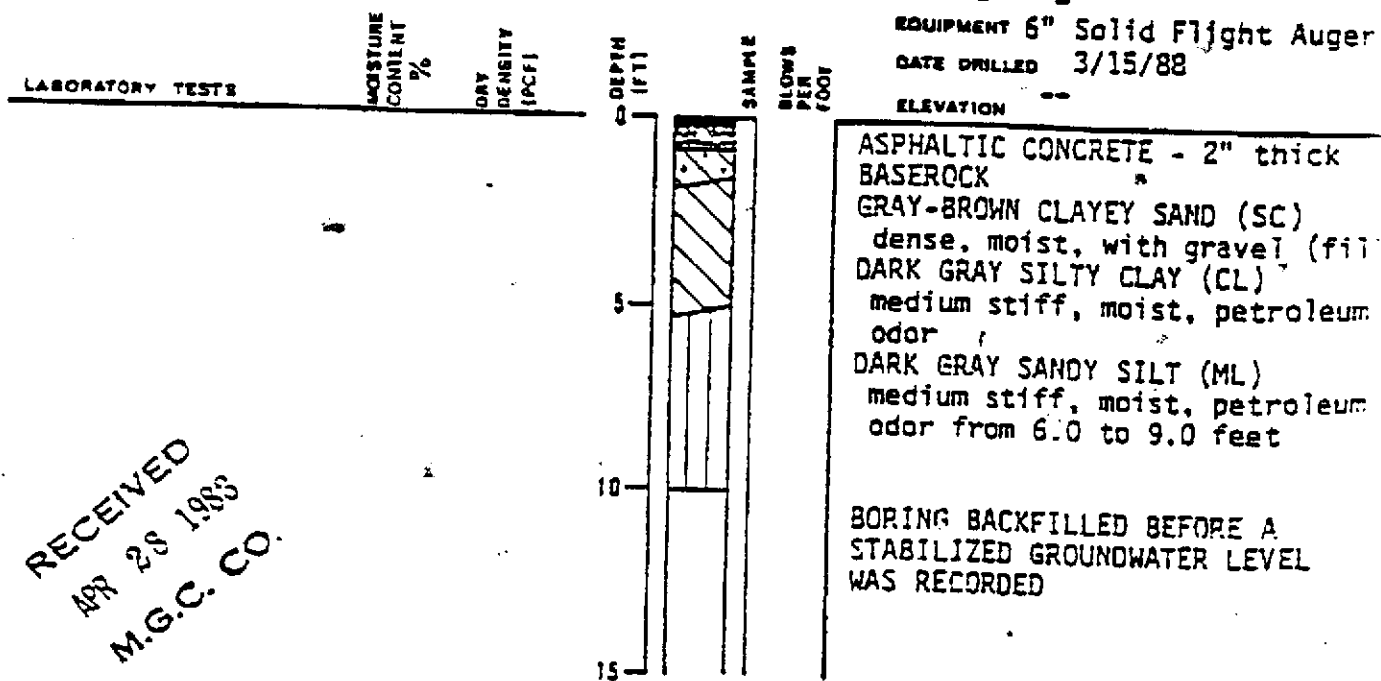 EQUIPMENT 6" Solid Flight Auger
DATE DRILLED 3/15/88
ELEVATION --
LABORATORY TESTS
MOISTURE CONTENT %
DRY DENSITY (PCF)
DEPTH (FT)
SAMPLE
BLOWS PER FOOT
0
5
10
15
ASPHALTIC CONCRETE - 2" thick
BASEROCK
GRAY-BROWN CLAYEY SAND (SC)
dense, moist, with gravel (fil
DARK GRAY SILTY CLAY (CL)
medium stiff, moist, petroleum
odor
DARK GRAY SANDY SILT (ML)
medium stiff, moist, petroleum
odor from 6.0 to 9.0 feet
BORING BACKFILLED BEFORE A
STABILIZED GROUNDWATER LEVEL
WAS RECORDED
RECEIVED
APR 28 1988
M.G.C. CO.